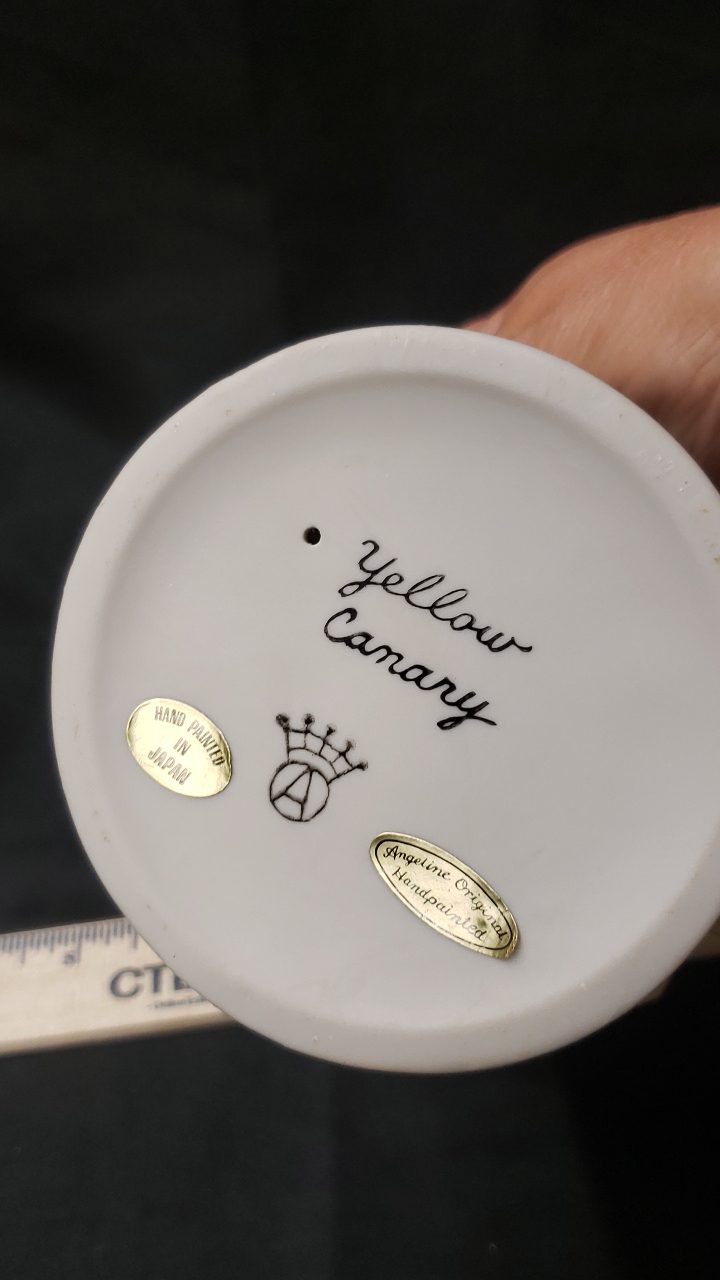 Yellow
Canary
HAND PAINTED
IN
JAPAN
A
Angeline Original
Handpainted